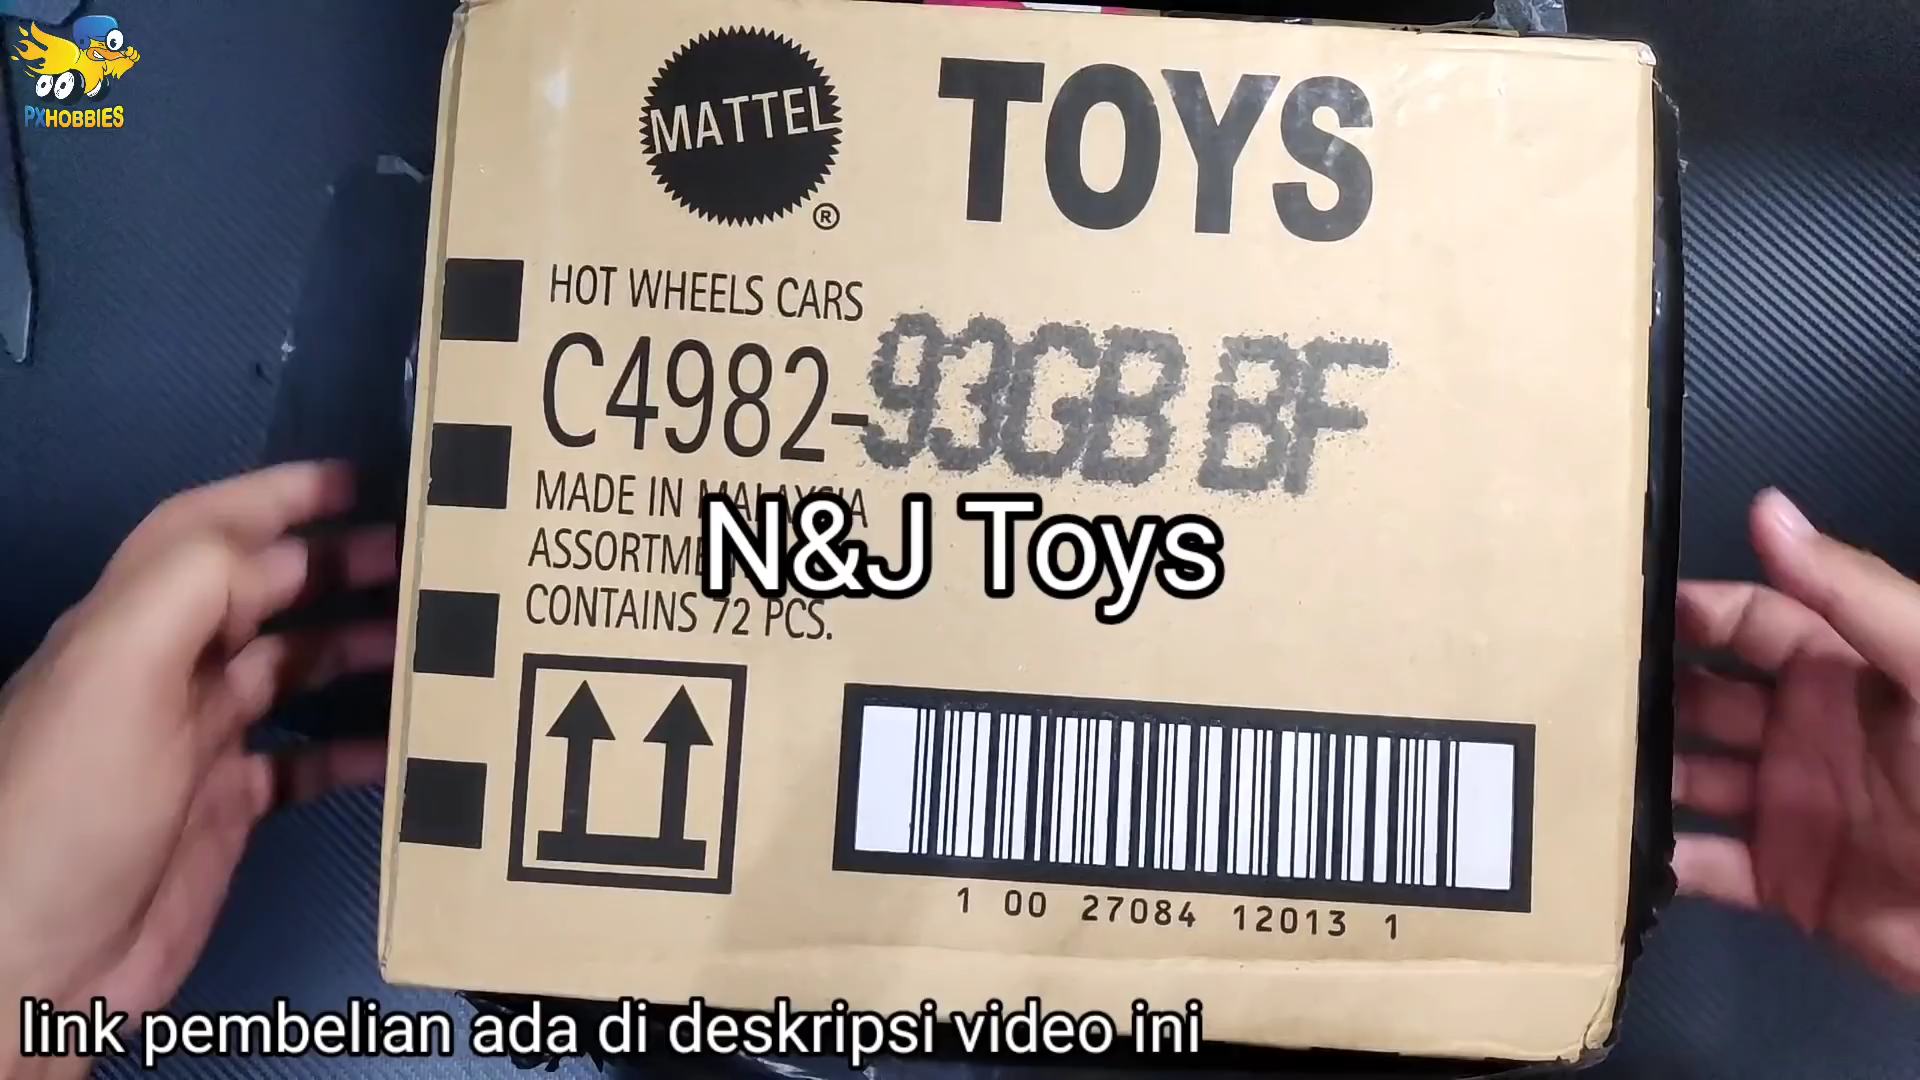 PXHOBBIES
MATTEL
®
TOYS
HOT WHEELS CARS
C4982-93GB BF
MADE IN MALAYSIA
N&J Toys
CONTAINS 72 PCS.
1 00 27084 12013 1
link pembelian ada di deskripsi video ini